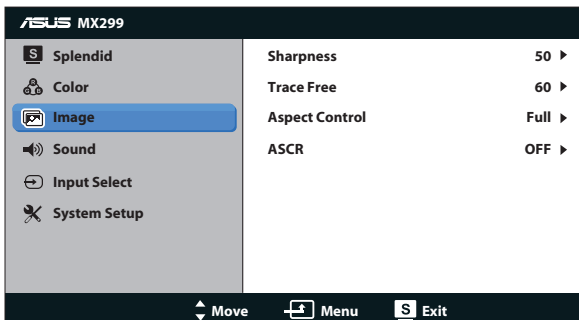 ASUS MX299
S Splendid
Color
Image
Sound
Input Select
System Setup
Sharpness 50
Trace Free 60
Aspect Control Full
ASCR OFF
Move Menu S Exit